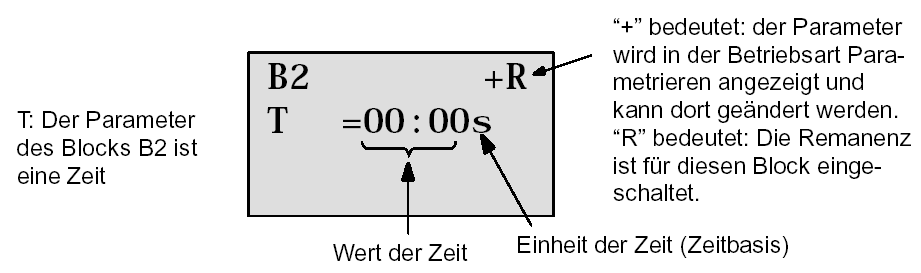 “+” bedeutet: der Parameter
wird in der Betriebsart Para-
metrieren angezeigt und
kann dort geändert werden.
“R” bedeutet: Die Remanenz
ist für diesen Block einge-
schaltet.
B2 +R
T =00:00s
T: Der Parameter
des Blocks B2 ist
eine Zeit
Wert der Zeit
Einheit der Zeit (Zeitbasis)